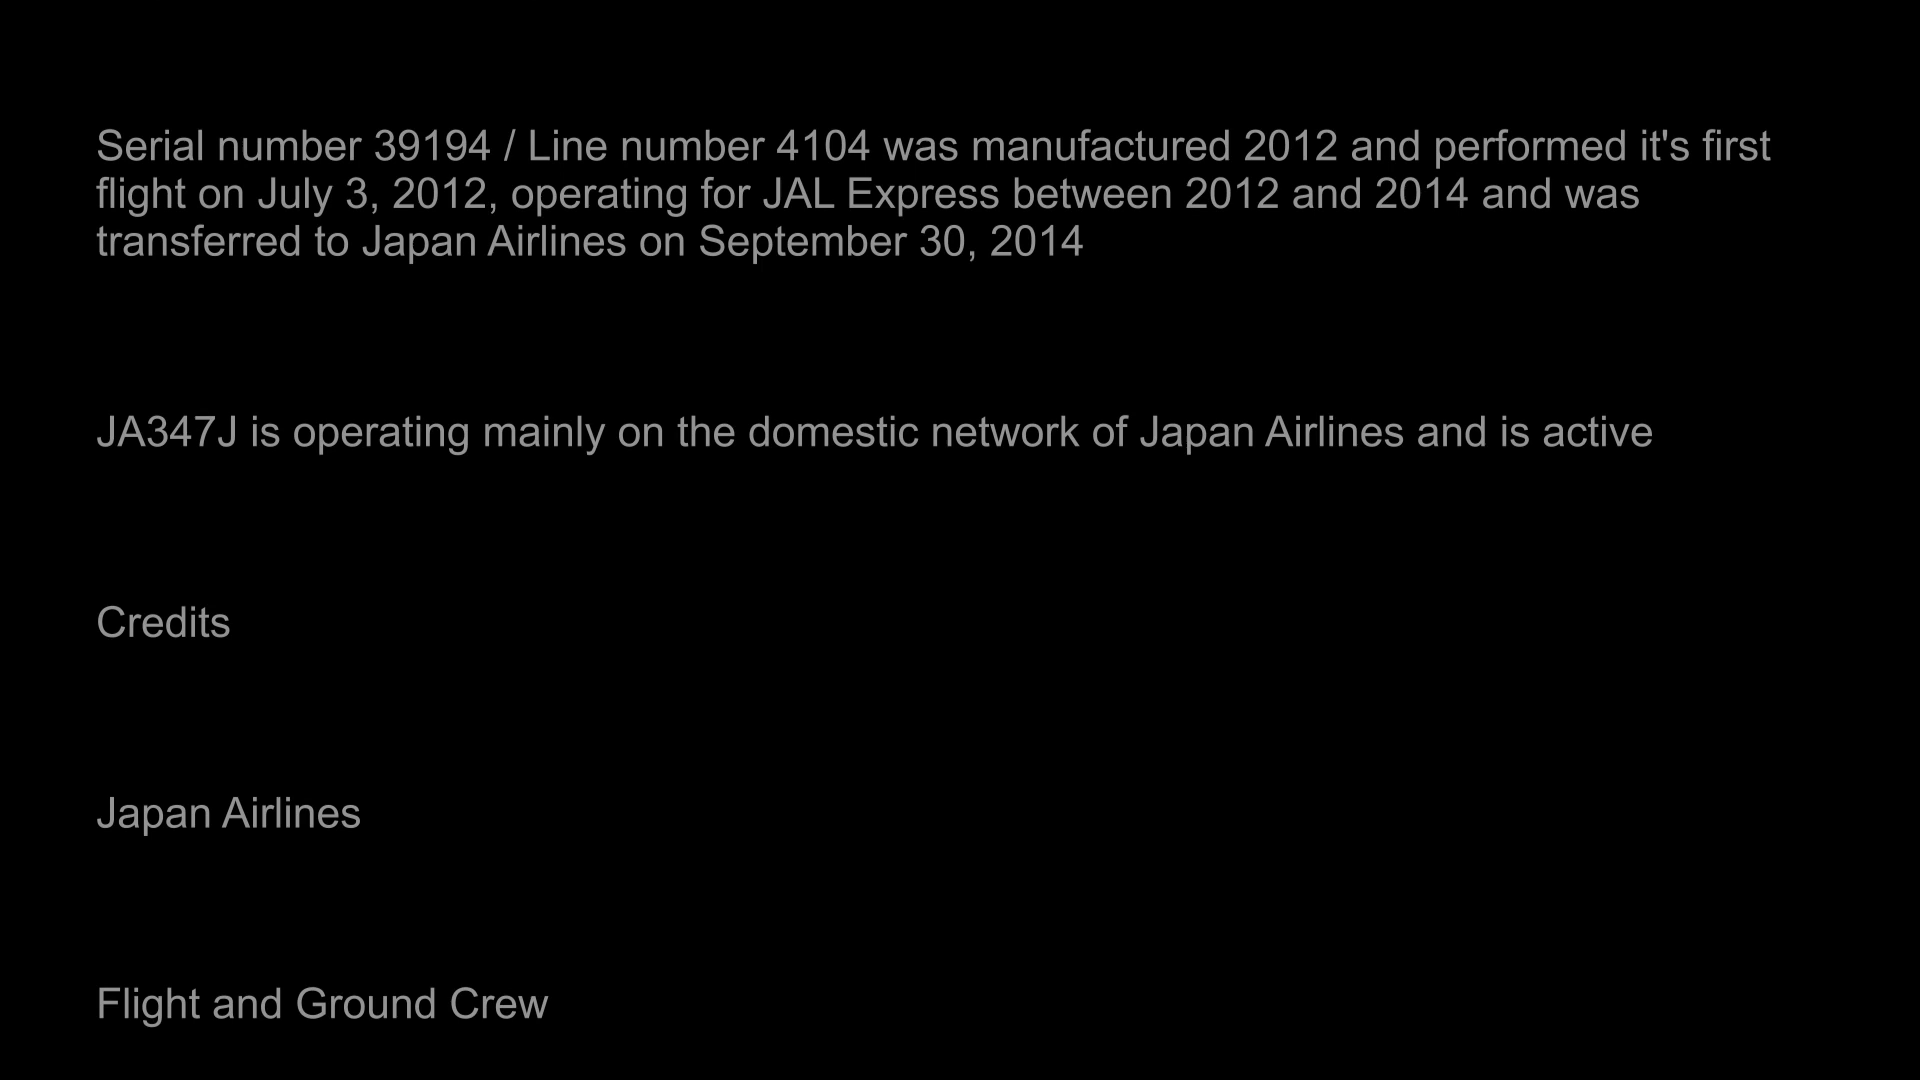 Serial number 39194 / Line number 4104 was manufactured 2012 and performed it's first
flight on July 3, 2012, operating for JAL Express between 2012 and 2014 and was
transferred to Japan Airlines on September 30, 2014
JA347J is operating mainly on the domestic network of Japan Airlines and is active
Credits
Japan Airlines
Flight and Ground Crew